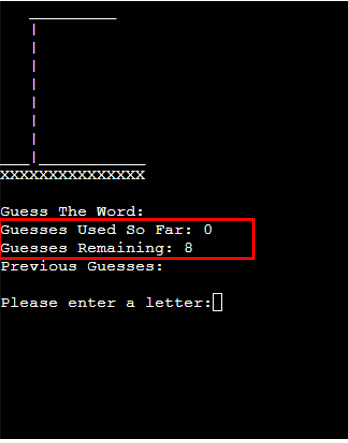 XXXXXXXXXXXXXXX
Guess The Word:
Guesses Used So Far: 0
Guesses Remaining: 8
Previous Guesses:
Please enter a letter: